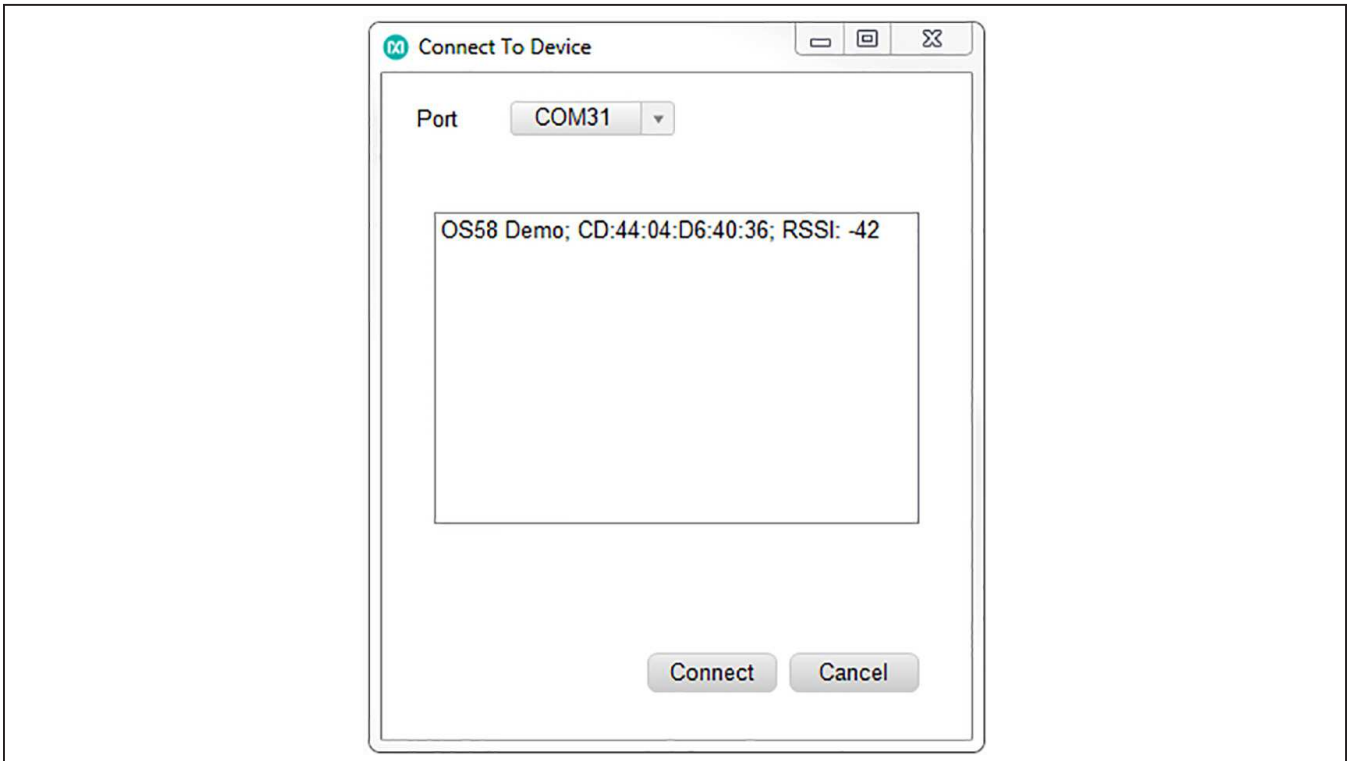 Connect To Device
Port COM31
OS58 Demo; CD:44:04:D6:40:36; RSSI: -42
Connect Cancel